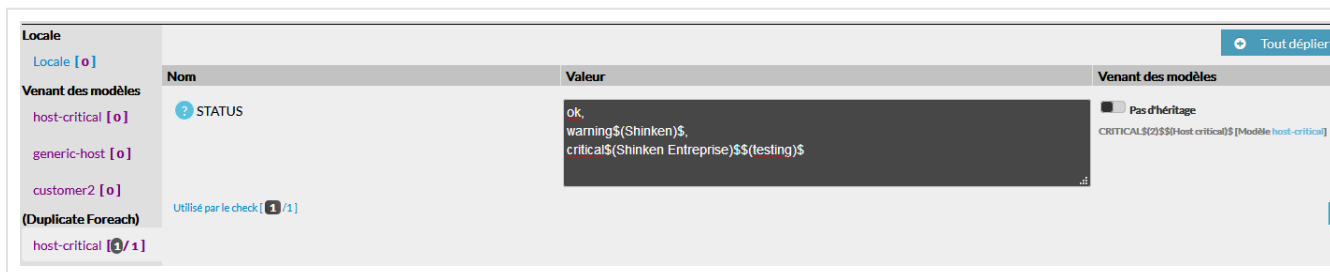 Locale
Locale [ 0 ]
Venant des modèles
host-critical [ 0 ]
generic-host [ 0 ]
customer2 [ 0 ]
(Duplicate Foreach)
host-critical [1/ 1 ]
Tout déplier
Nom
Valeur
Venant des modèles
? STATUS
ok,
warning$(Shinken)$,
critical$(Shinken Entreprise)$$(testing)$
Pas d'héritage
CRITICAL$(2)$$(Host critical)$ [Modèle host-critical]
Utilisé par le check [ 1 /1 ]